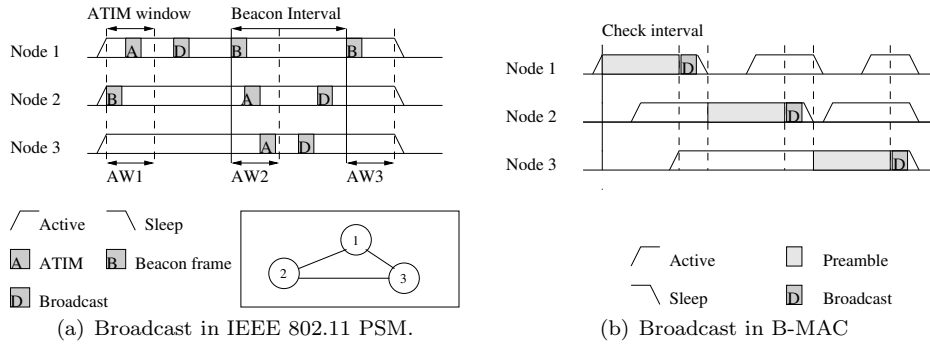 ATIM window
Beacon Interval
Node 1
A
D
B
B
Node 2
B
A
D
Node 3
A
D
AW1
AW2
AW3
Active
Sleep
A ATIM
B Beacon frame
D Broadcast
1
2
3
(a) Broadcast in IEEE 802.11 PSM.
Check interval
Node 1
D
Node 2
D
Node 3
D
Active
Preamble
Sleep
D Broadcast
(b) Broadcast in B-MAC